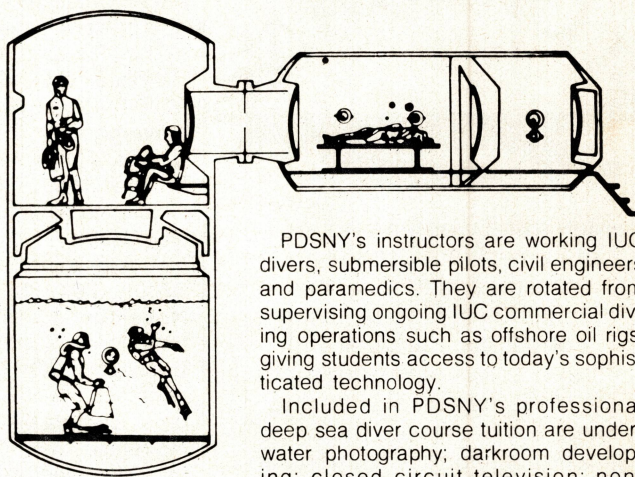 PDSNY's instructors are working IUC
divers, submersible pilots, civil engineers
and paramedics. They are rotated from
supervising ongoing IUC commercial div
ing operations such as offshore oil rigs
giving students access to today's sophis
ticated technology.
Included in PDSNY's professional
deep sea diver course tuition are under
water photography; darkroom develop
ing; closed circuit television; non